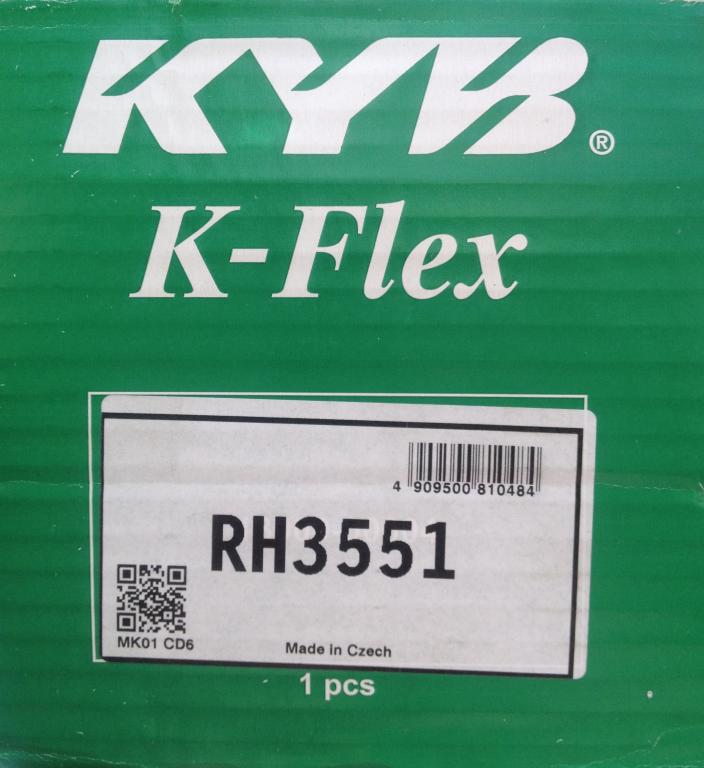 KYB®
K-Flex
4 909500 810484
RH3551
MK01 CD6
Made in Czech
1 pcs